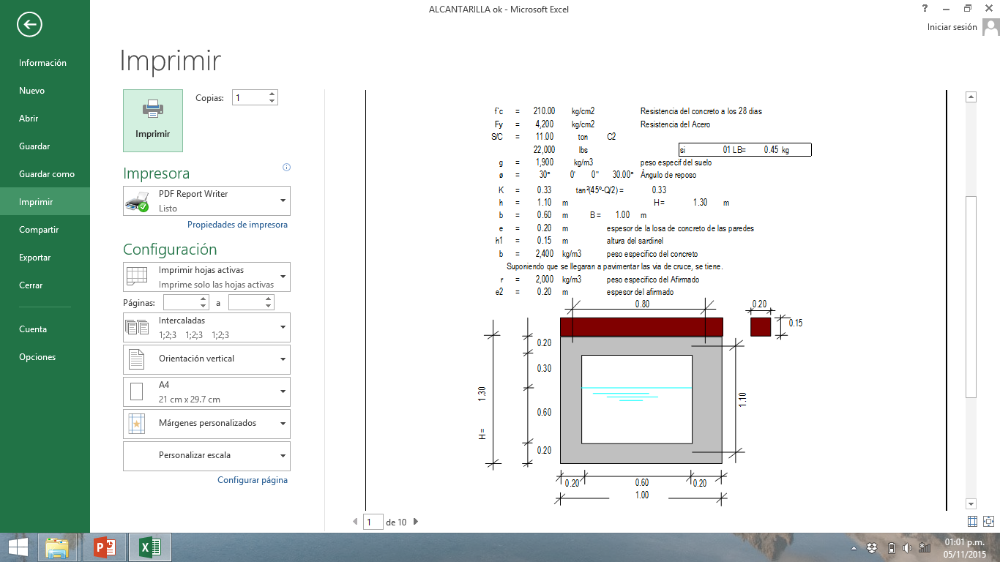 ALCANTARILLA ok - Microsoft Excel
?
Iniciar sesión
Información
Nuevo
Abrir
Guardar
Guardar como
Imprimir
Compartir
Exportar
Cerrar
Cuenta
Opciones
Imprimir
Imprimir
Copias: 1
Impresora
PDF Report Writer
Listo
Propiedades de impresora
Configuración
Imprimir hojas activas
Imprime solo las hojas activas
Páginas: a
Intercaladas
1;2;3 1;2;3 1;2;3
Orientación vertical
A4
21 cm x 29.7 cm
Márgenes personalizados
Personalizar escala
Configurar página
f'c = 210.00 kg/cm2 Resistencia del concreto a los 28 dias
Fy = 4,200 kg/cm2 Resistencia del Acero
S/C = 11.00 ton C2
22,000 lbs si 01 LB= 0.45 kg
g = 1,900 kg/m3 peso especif del suelo
ø = 30° 0' 0" 30.00° Ángulo de reposo
K = 0.33 tan²(45º-Q/2) = 0.33
h = 1.10 m H = 1.30 m
b = 0.60 m B = 1.00 m
e = 0.20 m espesor de la losa de concreto de las paredes
h1 = 0.15 m altura del sardinel
b = 2,400 kg/m3 peso especifico del concreto
Suponiendo que se llegaran a pavimentar las via de cruce, se tiene.
r = 2,000 kg/m3 peso especifico del Afirmado
e2 = 0.20 m espesor del afirmado
0.80
0.20
0.15
0.20
0.30
0.60
0.20
H = 1.30
1.10
0.20 0.60 0.20
1.00
1 de 10
01:01 p.m.
05/11/2015